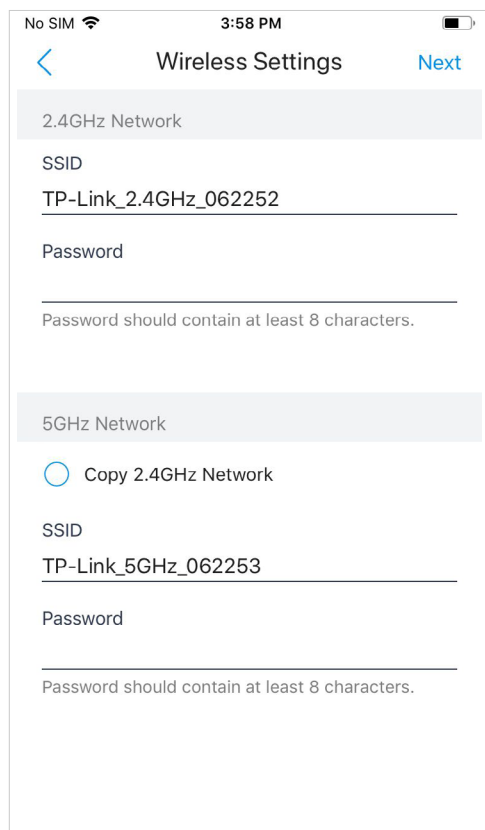 No SIM 3:58 PM
Wireless Settings Next
2.4GHz Network
SSID
TP-Link_2.4GHz_062252
Password
Password should contain at least 8 characters.
5GHz Network
Copy 2.4GHz Network
SSID
TP-Link_5GHz_062253
Password
Password should contain at least 8 characters.